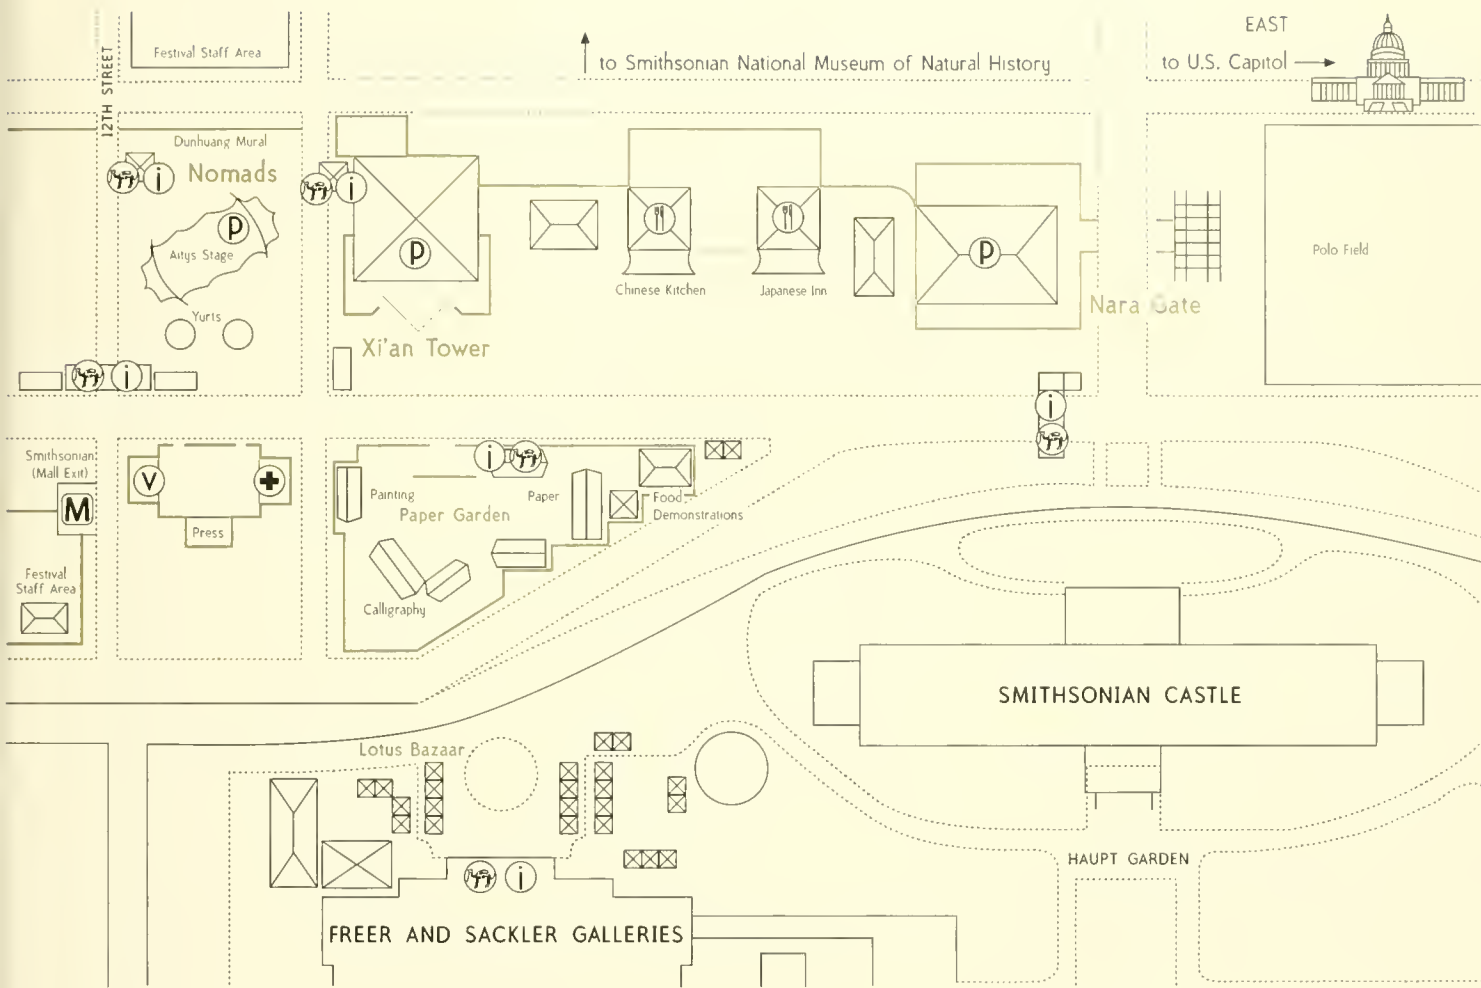 EAST
Festival Staff Area
to Smithsonian National Museum of Natural History
to U.S. Capitol
12TH STREET
Dunhuang Mural
Nomads
i
i
P
P
P
Aitys Stage
Polo Field
Chinese Kitchen
Japanese Inn
Nara Gate
Yurts
Xi'an Tower
i
i
Smithsonian
(Mall Exit)
i
V
M
Painting
Paper
Food
Demonstrations
Paper Garden
Press
Festival
Staff Area
Calligraphy
SMITHSONIAN CASTLE
Lotus Bazaar
HAUPT GARDEN
i
FREER AND SACKLER GALLERIES